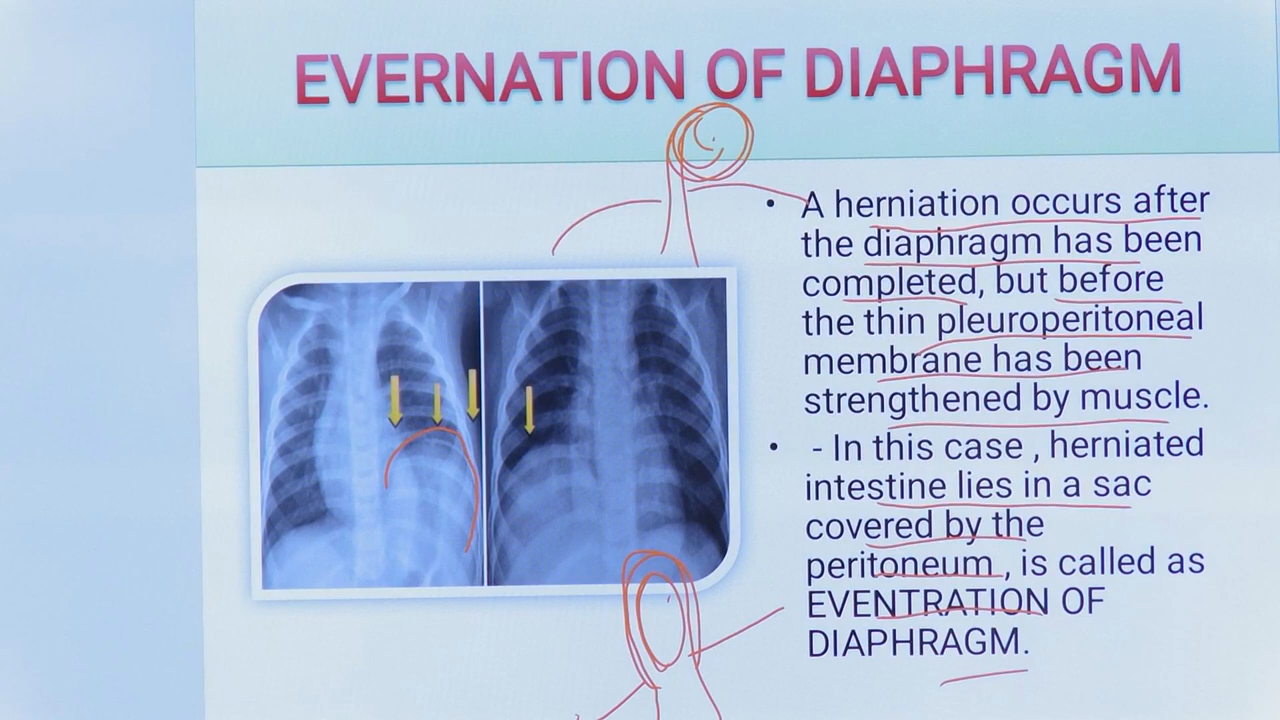 EVERNATION OF DIAPHRAGM
• A herniation occurs after
the diaphragm has been
completed, but before
the thin pleuroperitoneal
membrane has been
strengthened by muscle.
• - In this case , herniated
intestine lies in a sac
covered by the
peritoneum , is called as
EVENTRATION OF
DIAPHRAGM.